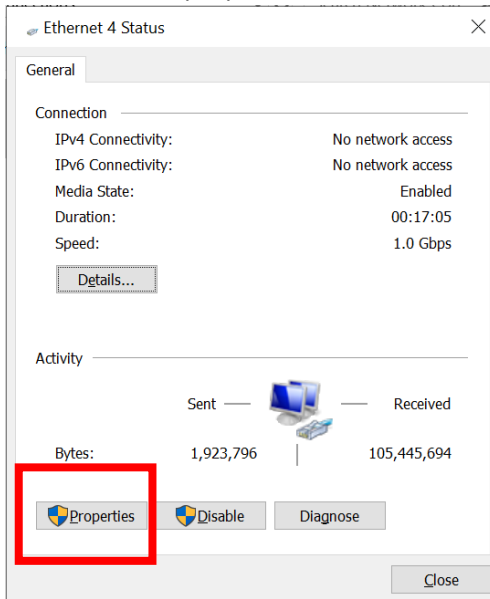 Ethernet 4 Status
General
Connection
IPv4 Connectivity: No network access
IPv6 Connectivity: No network access
Media State: Enabled
Duration: 00:17:05
Speed: 1.0 Gbps
Details...
Activity
Sent — — Received
Bytes: 1,923,796 | 105,445,694
Properties Disable Diagnose
Close